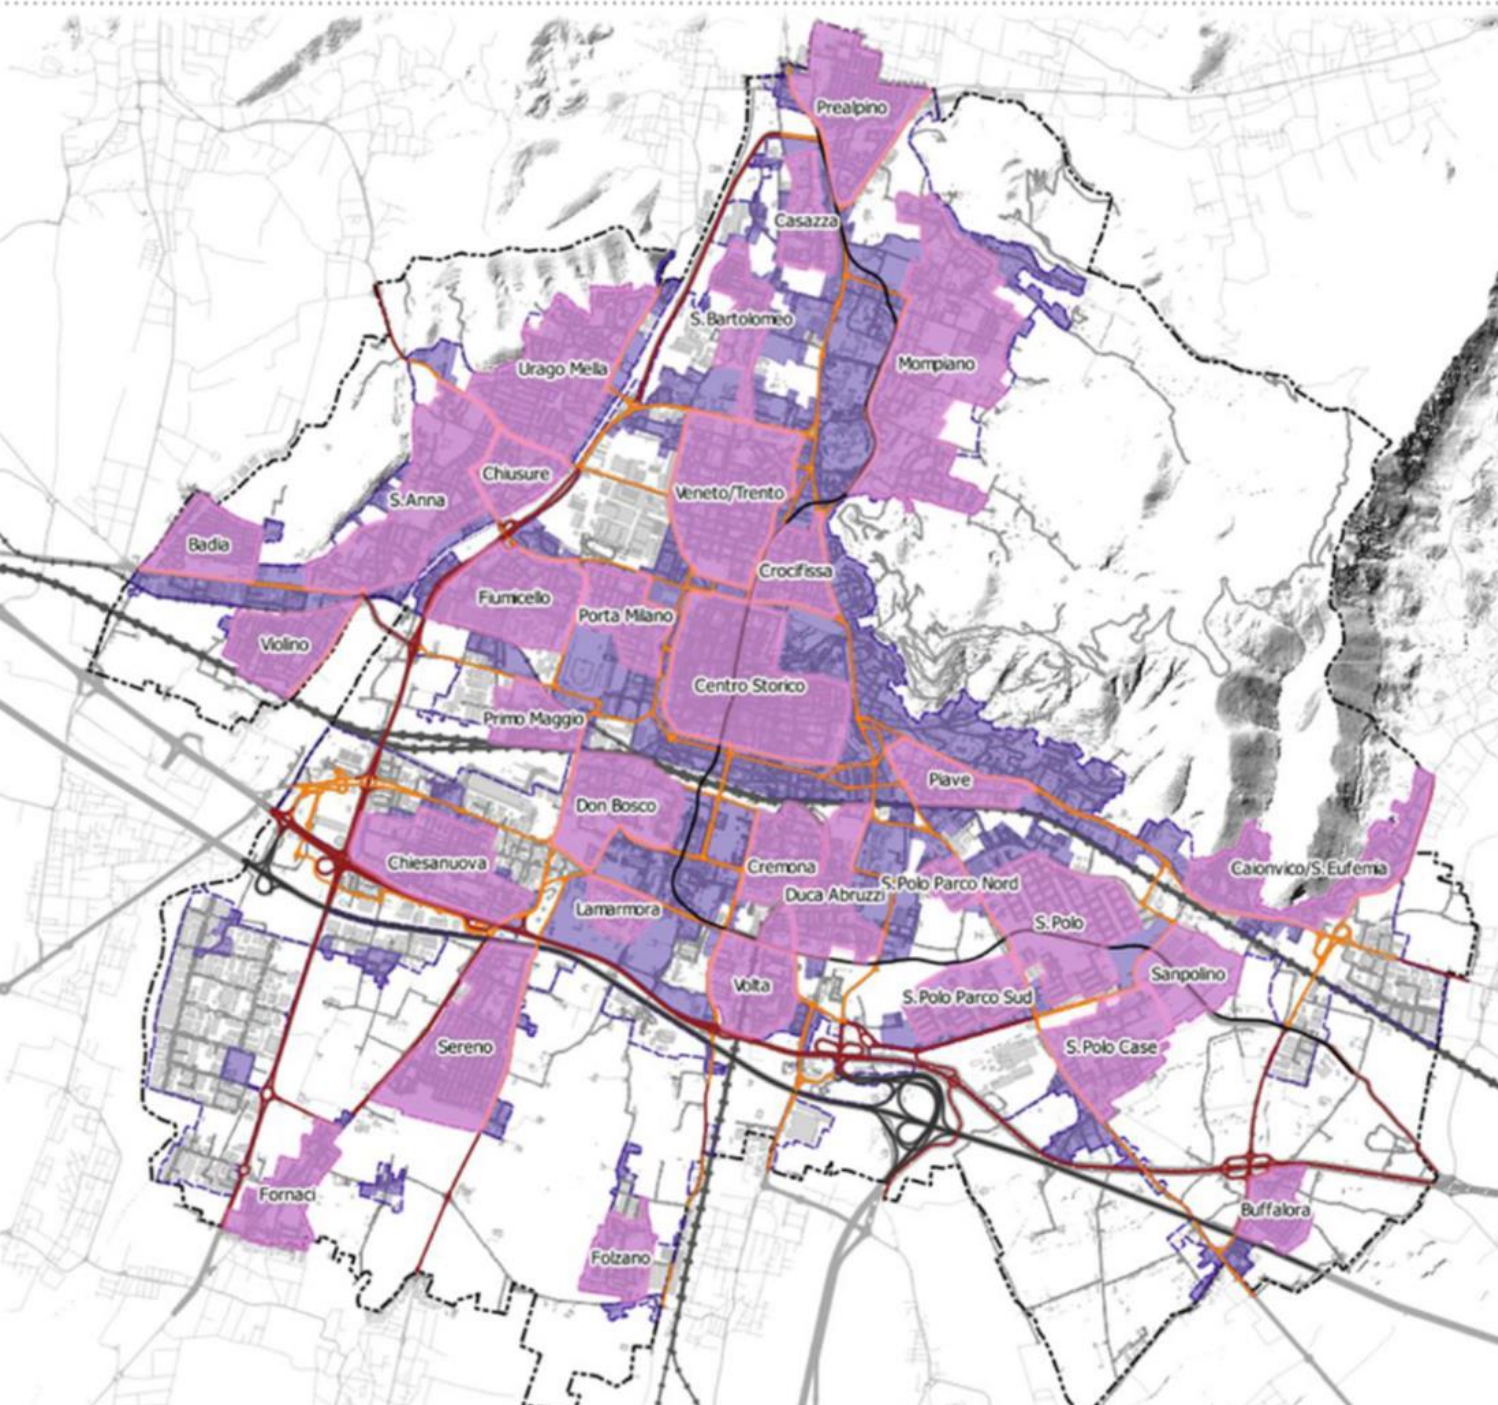 Prealpino
Casazza
S.Bartolomeo
Urago Mella
Mompiano
Chiusure
S.Anna
Veneto/Trento
Badia
Crocifissa
Fiumicello
Porta Milano
Violino
Centro Storico
Primo Maggio
Piave
Don Bosco
Chiesanuova
Cremona
Caionvico/S.Eufemia
S.Polo Parco Nord
Duca Abruzzi
Lamarmora
S.Polo
Sanpolino
Volta
S.Polo Parco Sud
Sereno
S.Polo Case
Fornaci
Buffalora
Folzano